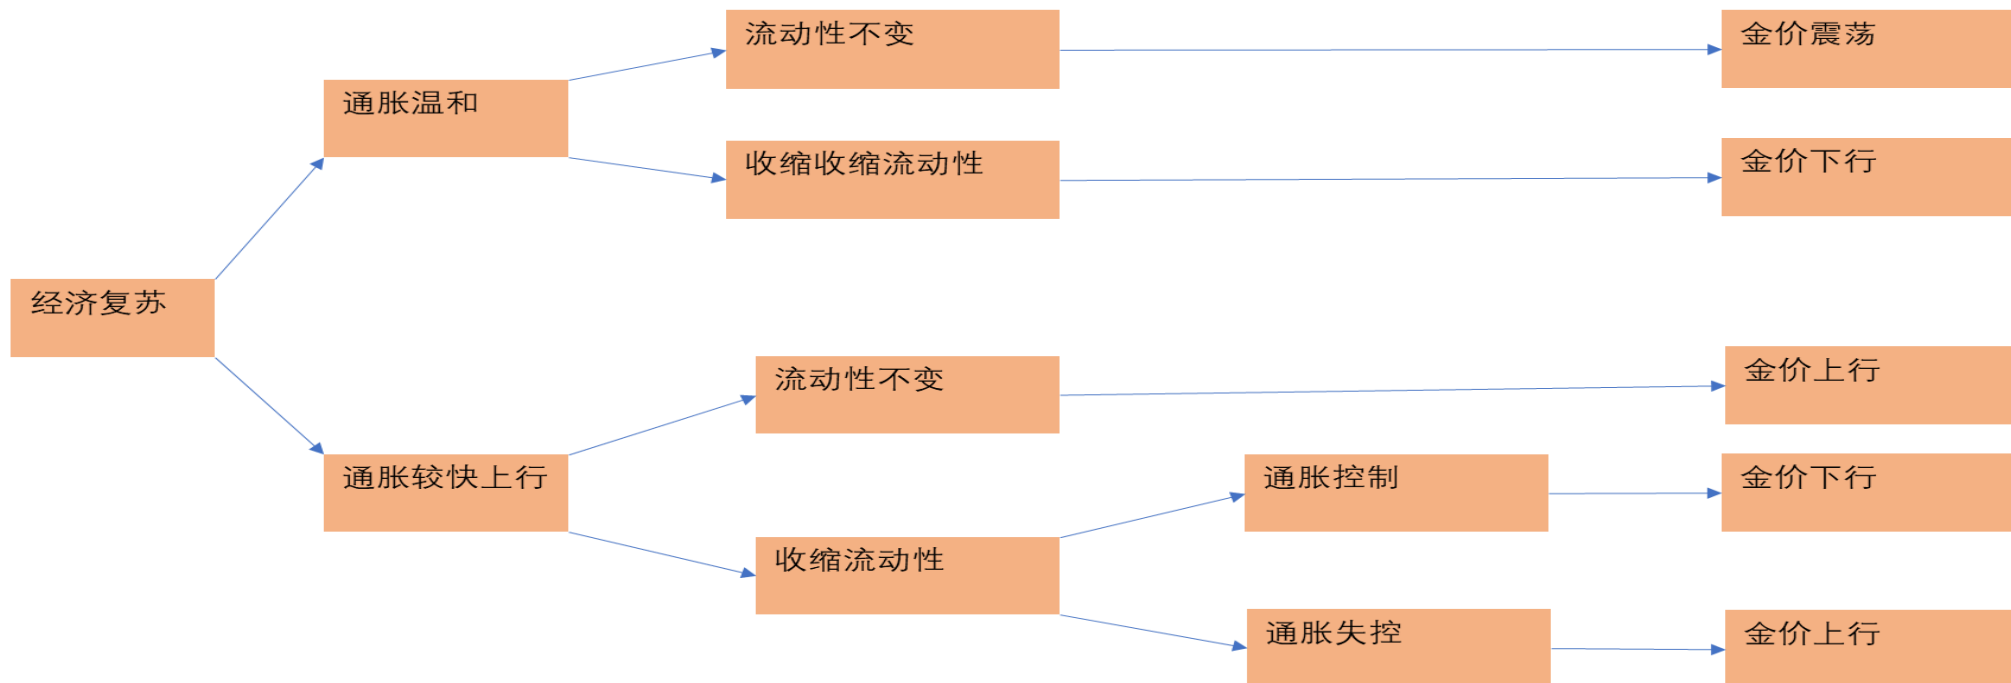 流动性不变
金价震荡
通胀温和
收缩收缩流动性
金价下行
经济复苏
流动性不变
金价上行
通胀较快上行
通胀控制
金价下行
收缩流动性
通胀失控
金价上行